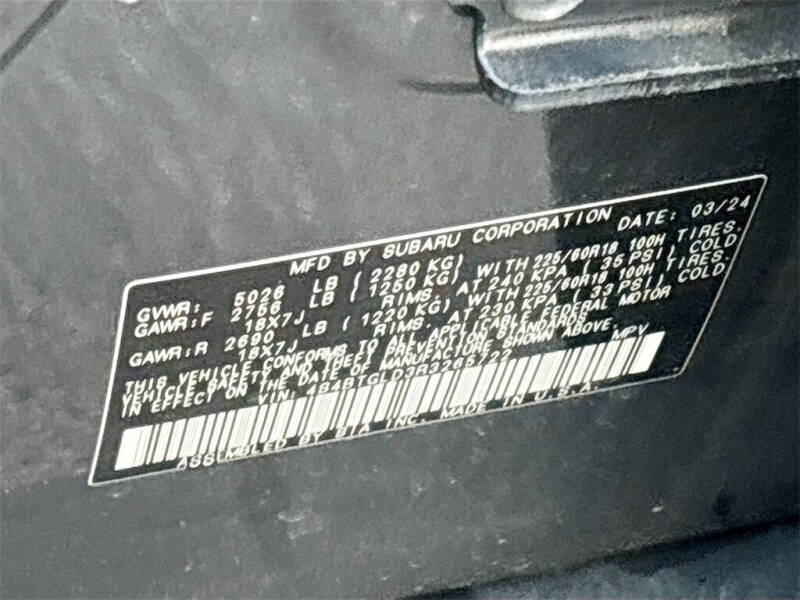 MFD BY SUBARU CORPORATION DATE: 03/24
GVWR: 5026 LB ( 2280 KG)
GAWR:F 2756 LB ( 1250 KG) WITH 225/60R18 100H TIRES,
18X7J RIMS, AT 240 KPA ( 35 PSI) COLD
GAWR:R 2690 LB ( 1220 KG) WITH 225/60R18 100H TIRES,
18X7J RIMS, AT 230 KPA ( 33 PSI) COLD
THIS VEHICLE CONFORMS TO ALL APPLICABLE FEDERAL MOTOR
VEHICLE SAFETY AND THEFT PREVENTION STANDARDS
IN EFFECT ON THE DATE OF MANUFACTURE SHOWN ABOVE.
VIN: 4S4BTGLD3R3265722 MPV
ASSEMBLED BY SIA INC. MADE IN U.S.A.